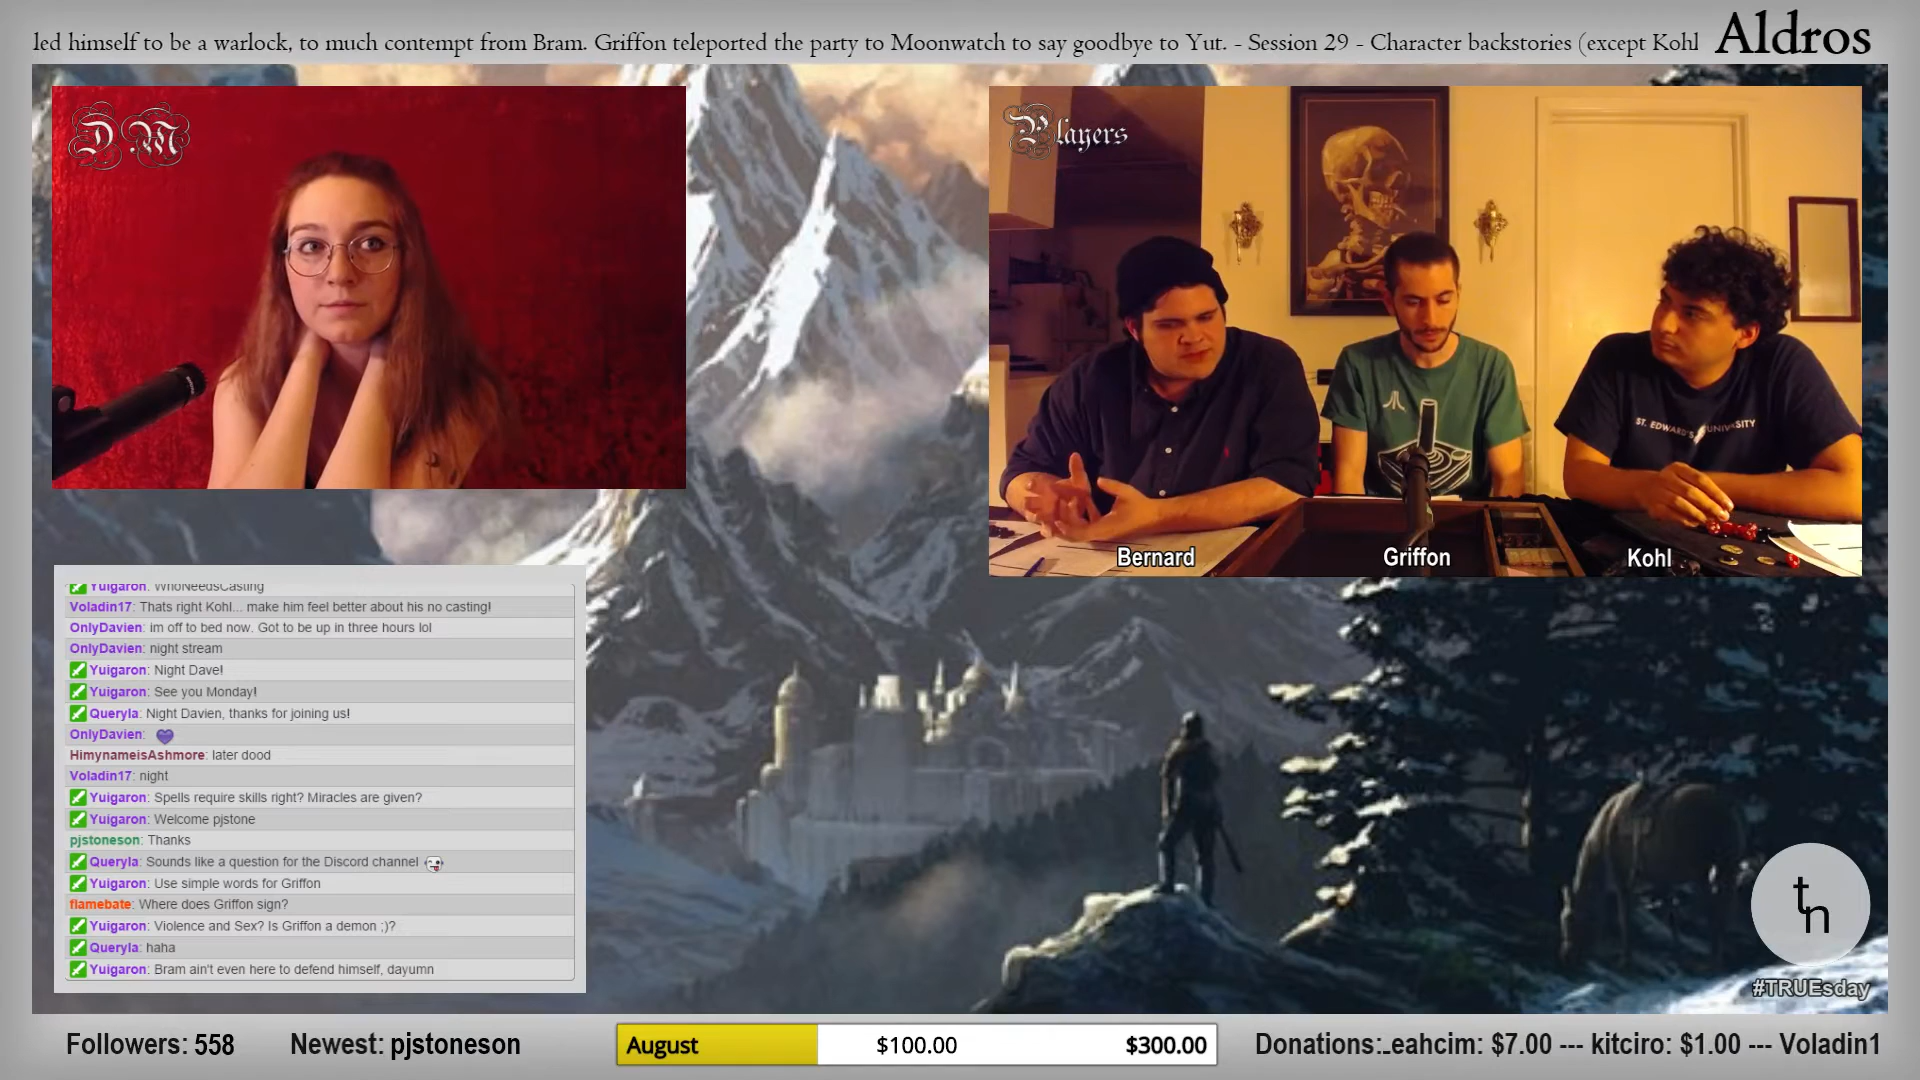 led himself to be a warlock, to much contempt from Bram. Griffon teleported the party to Moonwatch to say goodbye to Yut. - Session 29 - Character backstories (except Kohl
Aldros
DM
Players
ST. EDWARD'S UNIVERSITY
Bernard
Griffon
Kohl
Yuigaron: WhoNeedsCasting
Voladin17: Thats right Kohl... make him feel better about his no casting!
OnlyDavien: im off to bed now. Got to be up in three hours lol
OnlyDavien: night stream
Yuigaron: Night Dave!
Yuigaron: See you Monday!
Queryla: Night Davien, thanks for joining us!
OnlyDavien:
HimynameisAshmore: later dood
Voladin17: night
Yuigaron: Spells require skills right? Miracles are given?
Yuigaron: Welcome pjstone
pjstoneson: Thanks
Queryla: Sounds like a question for the Discord channel
Yuigaron: Use simple words for Griffon
flamebate: Where does Griffon sign?
Yuigaron: Violence and Sex? Is Griffon a demon ;)?
Queryla: haha
Yuigaron: Bram ain't even here to defend himself, dayumn
tn
#TRUEsday
Followers: 558
Newest: pjstoneson
August
$100.00
$300.00
Donations:.eahcim: $7.00 --- kitciro: $1.00 --- Voladin1